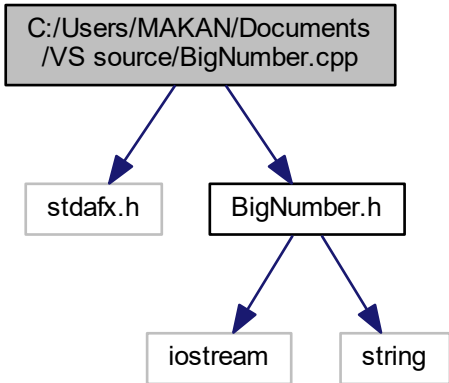 C:/Users/MAKAN/Documents
/VS source/BigNumber.cpp
stdafx.h
BigNumber.h
iostream
string